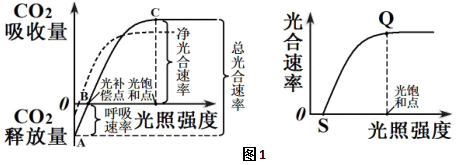 CO2
吸收量
C
净光合速率
总光合速率
光补偿点
光饱和点
0
B
呼吸速率
光照强度
CO2
释放量
A
光合速率
Q
光饱和点
0
S
光照强度
图1